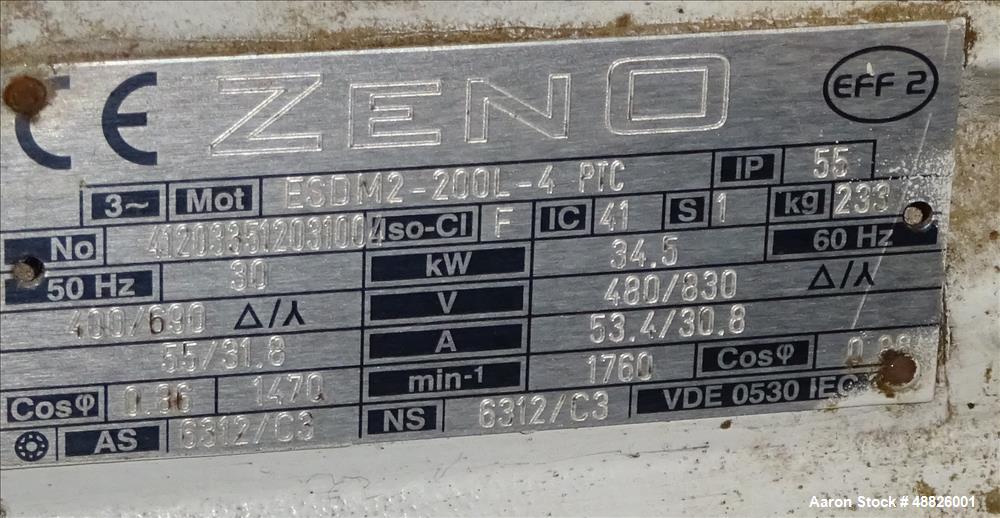 CE ZENO EFF 2
3~ Mot ESDM2-200L-4 PTC IP 55
No 412033512031004 Iso-Cl F IC 41 S 1 kg 233
50 Hz 30 kW 34.5 60 Hz
400/690 Δ/⅄ V 480/830 Δ/⅄
55/31.8 A 53.4/30.8
Cosφ 0.86 1470 min-1 1760 Cosφ
AS 6312/C3 NS 6312/C3 VDE 0530 IEC
Aaron Stock # 48826001